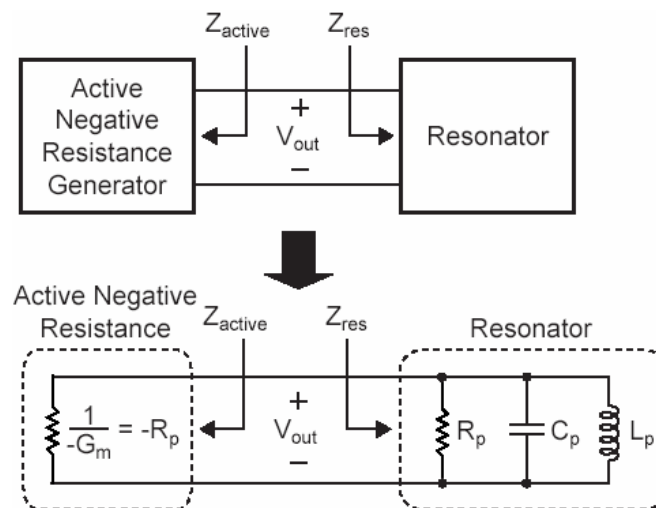 Z_active Z_res
Active
Negative
Resistance
Generator
+
V_out
−
Resonator
Active Negative
Resistance
Z_active Z_res
Resonator
1/-G_m = -R_p
+
V_out
−
R_p C_p L_p